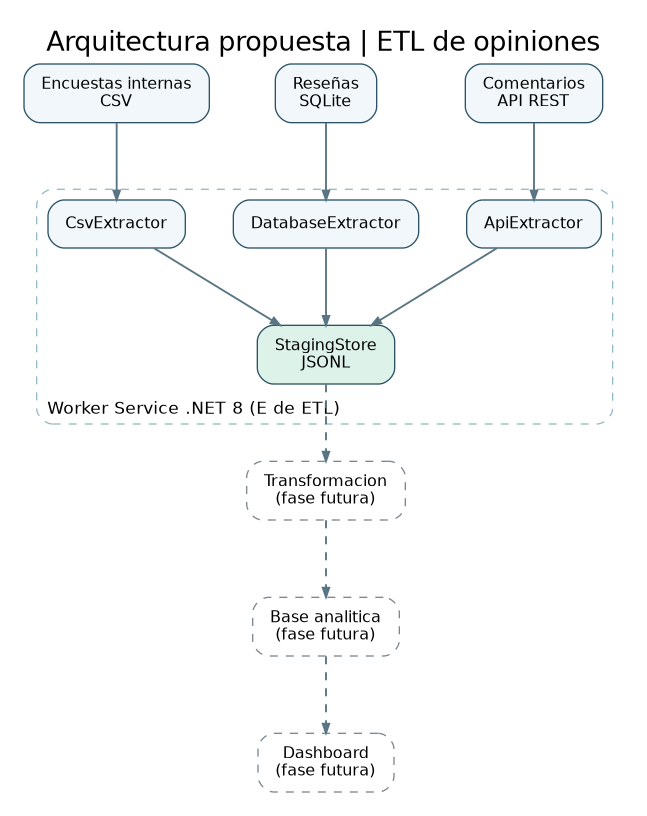 Arquitectura propuesta | ETL de opiniones
Encuestas internas
CSV
Reseñas
SQLite
Comentarios
API REST
CsvExtractor
DatabaseExtractor
ApiExtractor
StagingStore
JSONL
Worker Service .NET 8 (E de ETL)
Transformacion
(fase futura)
Base analitica
(fase futura)
Dashboard
(fase futura)